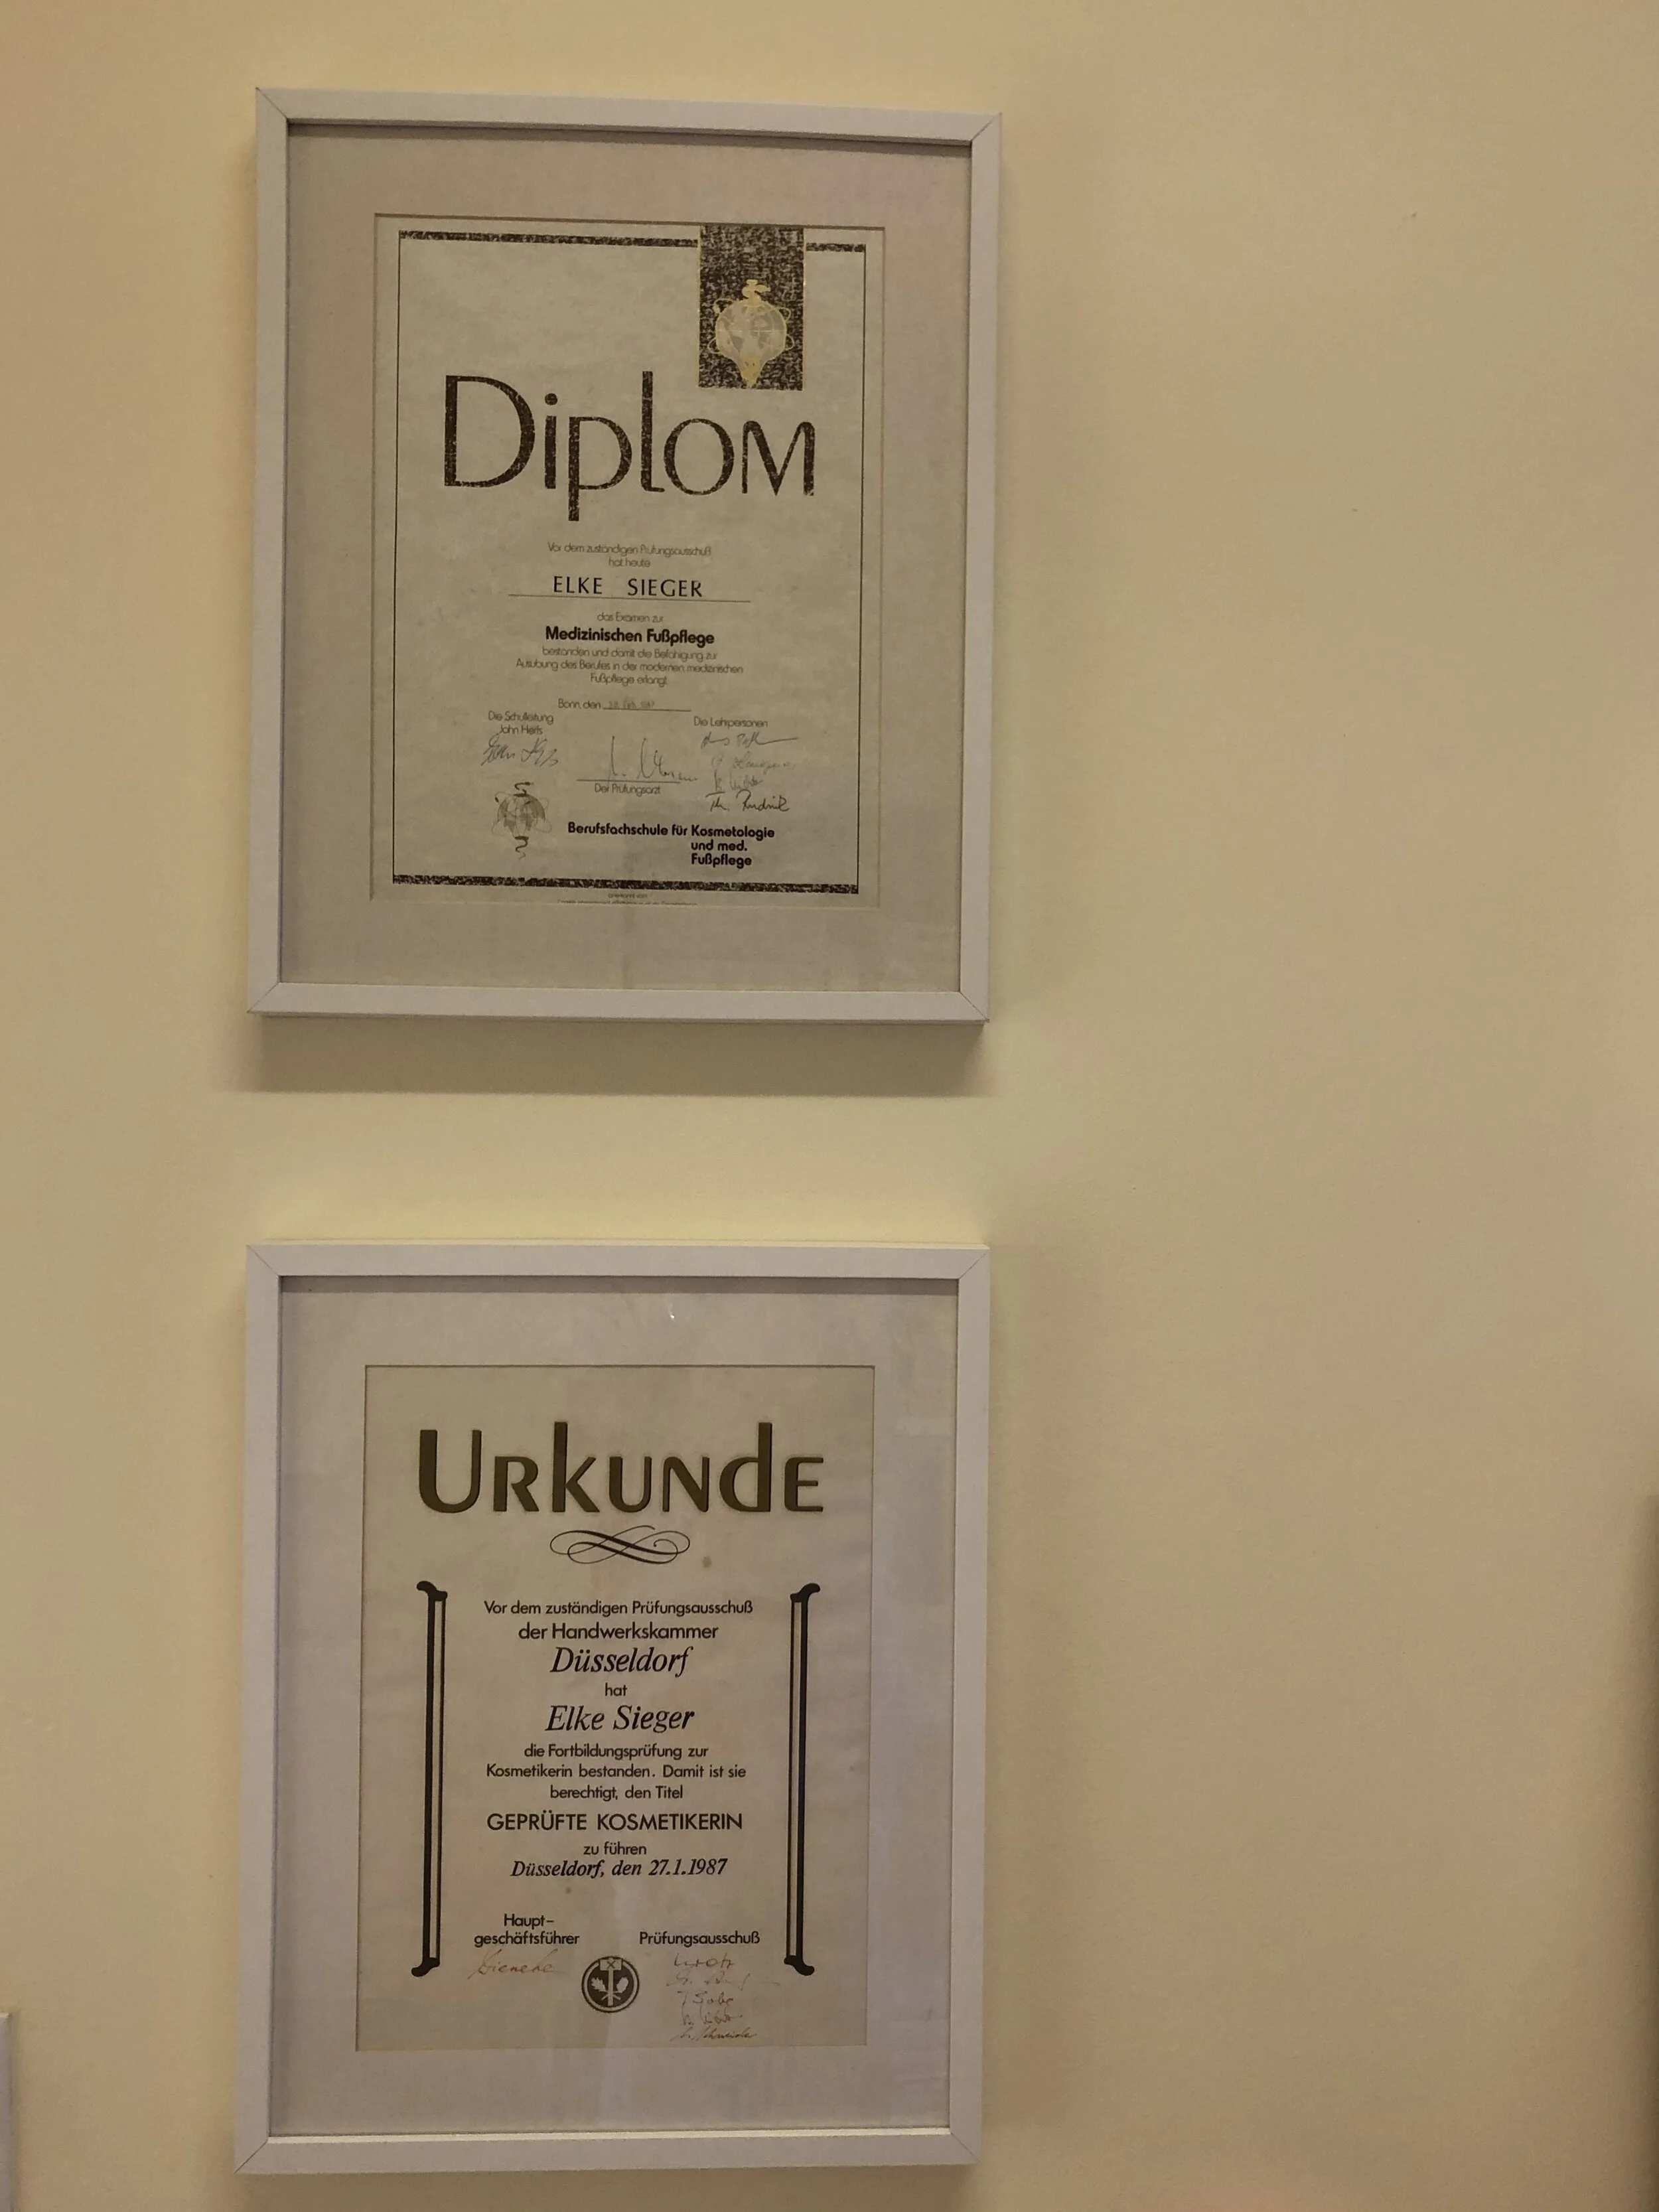 Diplom
Vor dem zuständigen Prüfungsausschuß
hat heute
ELKE SIEGER
das Examen zur
Medizinischen Fußpflege
bestanden und damit die Befähigung zur
Ausübung des Berufes in der modernen medizinischen
Fußpflege erlangt
Bonn, den
Die Schulleitung
John Herfs
Die Lehrpersonen
Der Prüfungsarzt
Th. Rudnik
Berufsfachschule für Kosmetologie
und med.
Fußpflege
URkUNdE
Vor dem zuständigen Prüfungsausschuß
der Handwerkskammer
Düsseldorf
hat
Elke Sieger
die Fortbildungsprüfung zur
Kosmetikerin bestanden. Damit ist sie
berechtigt, den Titel
GEPRÜFTE KOSMETIKERIN
zu führen
Düsseldorf, den 27.1.1987
Haupt-
geschäftsführer
Prüfungsausschuß